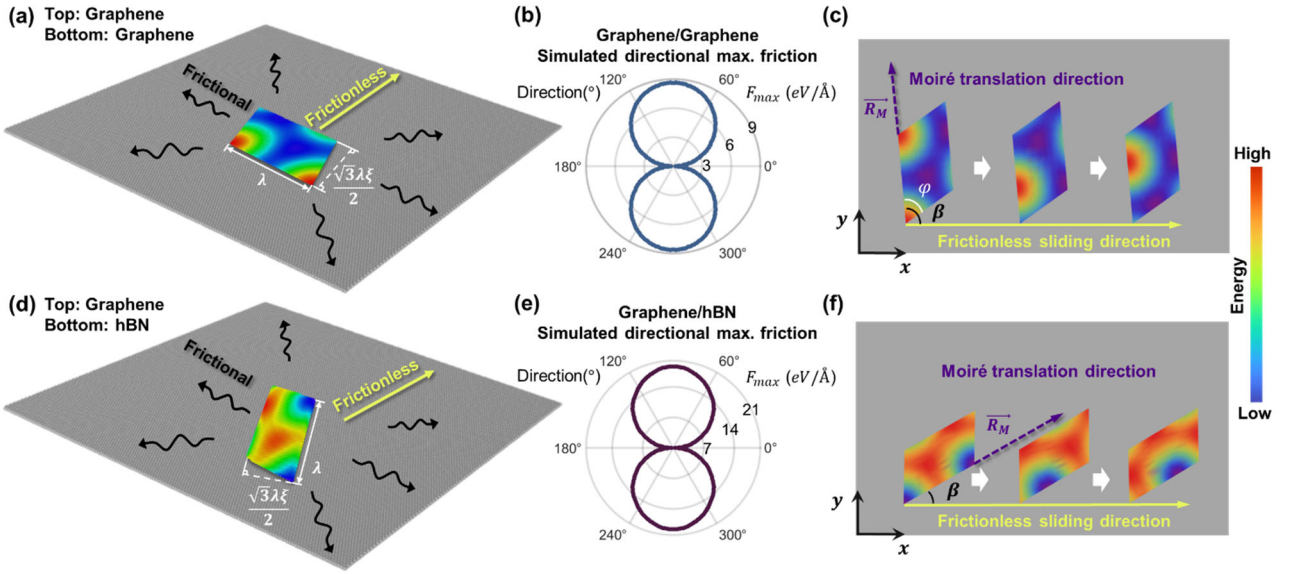 (a)
Top: Graphene
Bottom: Graphene
Frictional
Frictionless
λ
√3λξ
2
(b)
Graphene/Graphene
Simulated directional max. friction
120°
60°
Direction(°)
F_max (eV/Å)
9
6
3
180°
0°
240°
300°
(c)
Moiré translation direction
R_M
φ
β
y
x
Frictionless sliding direction
High
Energy
Low
(d)
Top: Graphene
Bottom: hBN
Frictional
Frictionless
λ
√3λξ
2
(e)
Graphene/hBN
Simulated directional max. friction
120°
60°
Direction(°)
F_max (eV/Å)
21
14
7
180°
0°
240°
300°
(f)
Moiré translation direction
R_M
β
y
x
Frictionless sliding direction